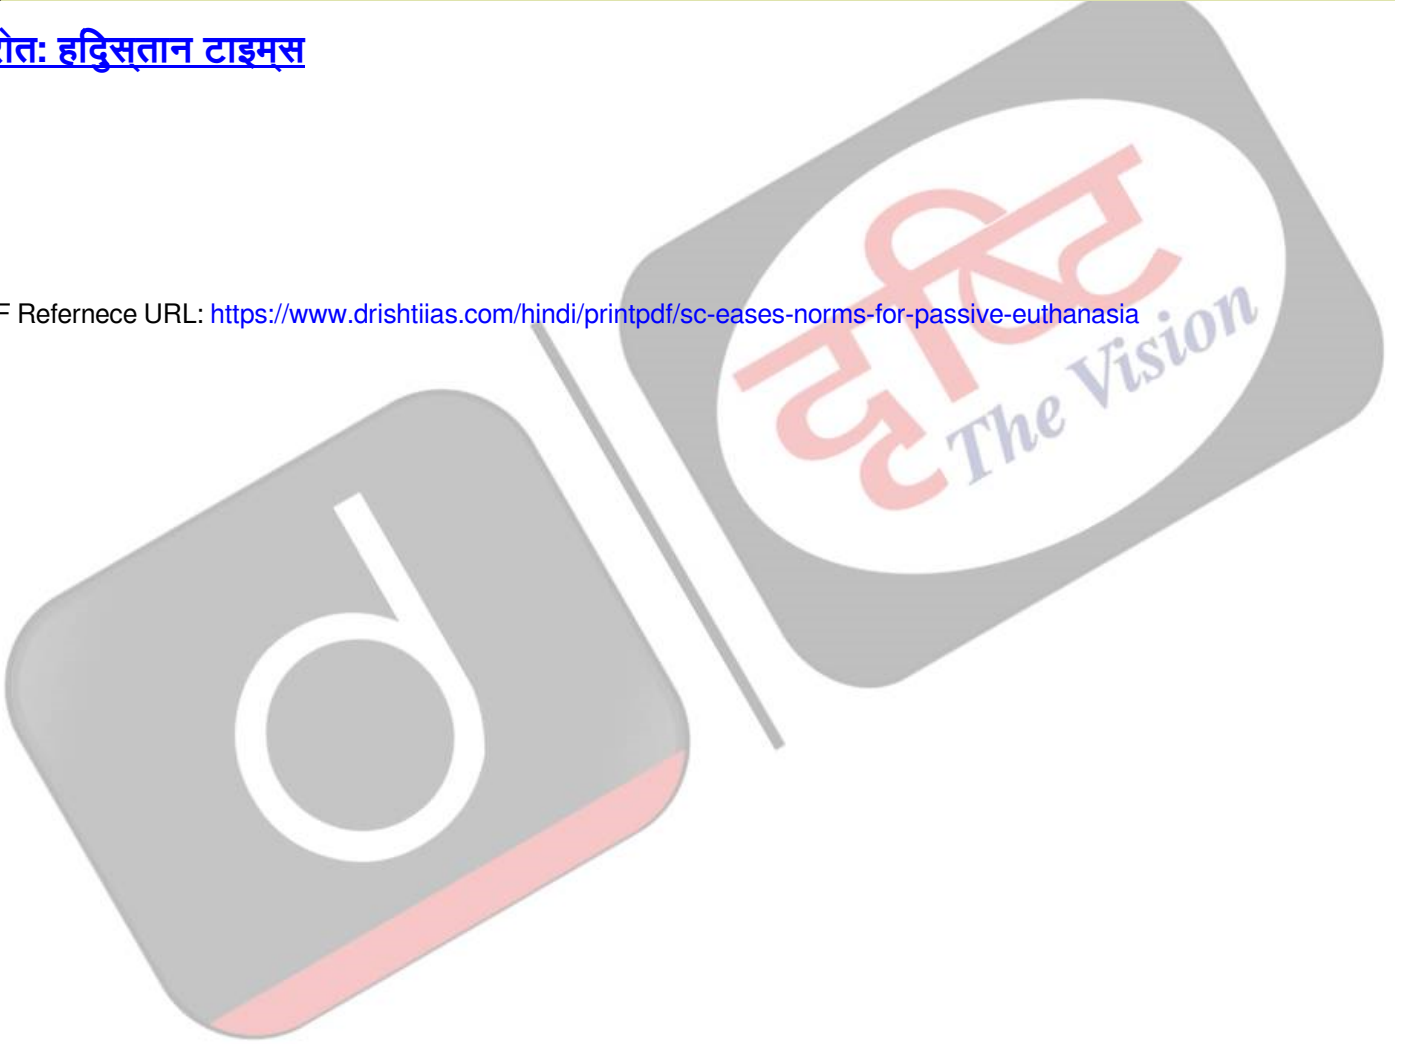 रोत: हिंदुस्तान टाइम्स
F Refernece URL: https://www.drishtiias.com/hindi/printpdf/sc-eases-norms-for-passive-euthanasia
दृष्टि
The Vision
d